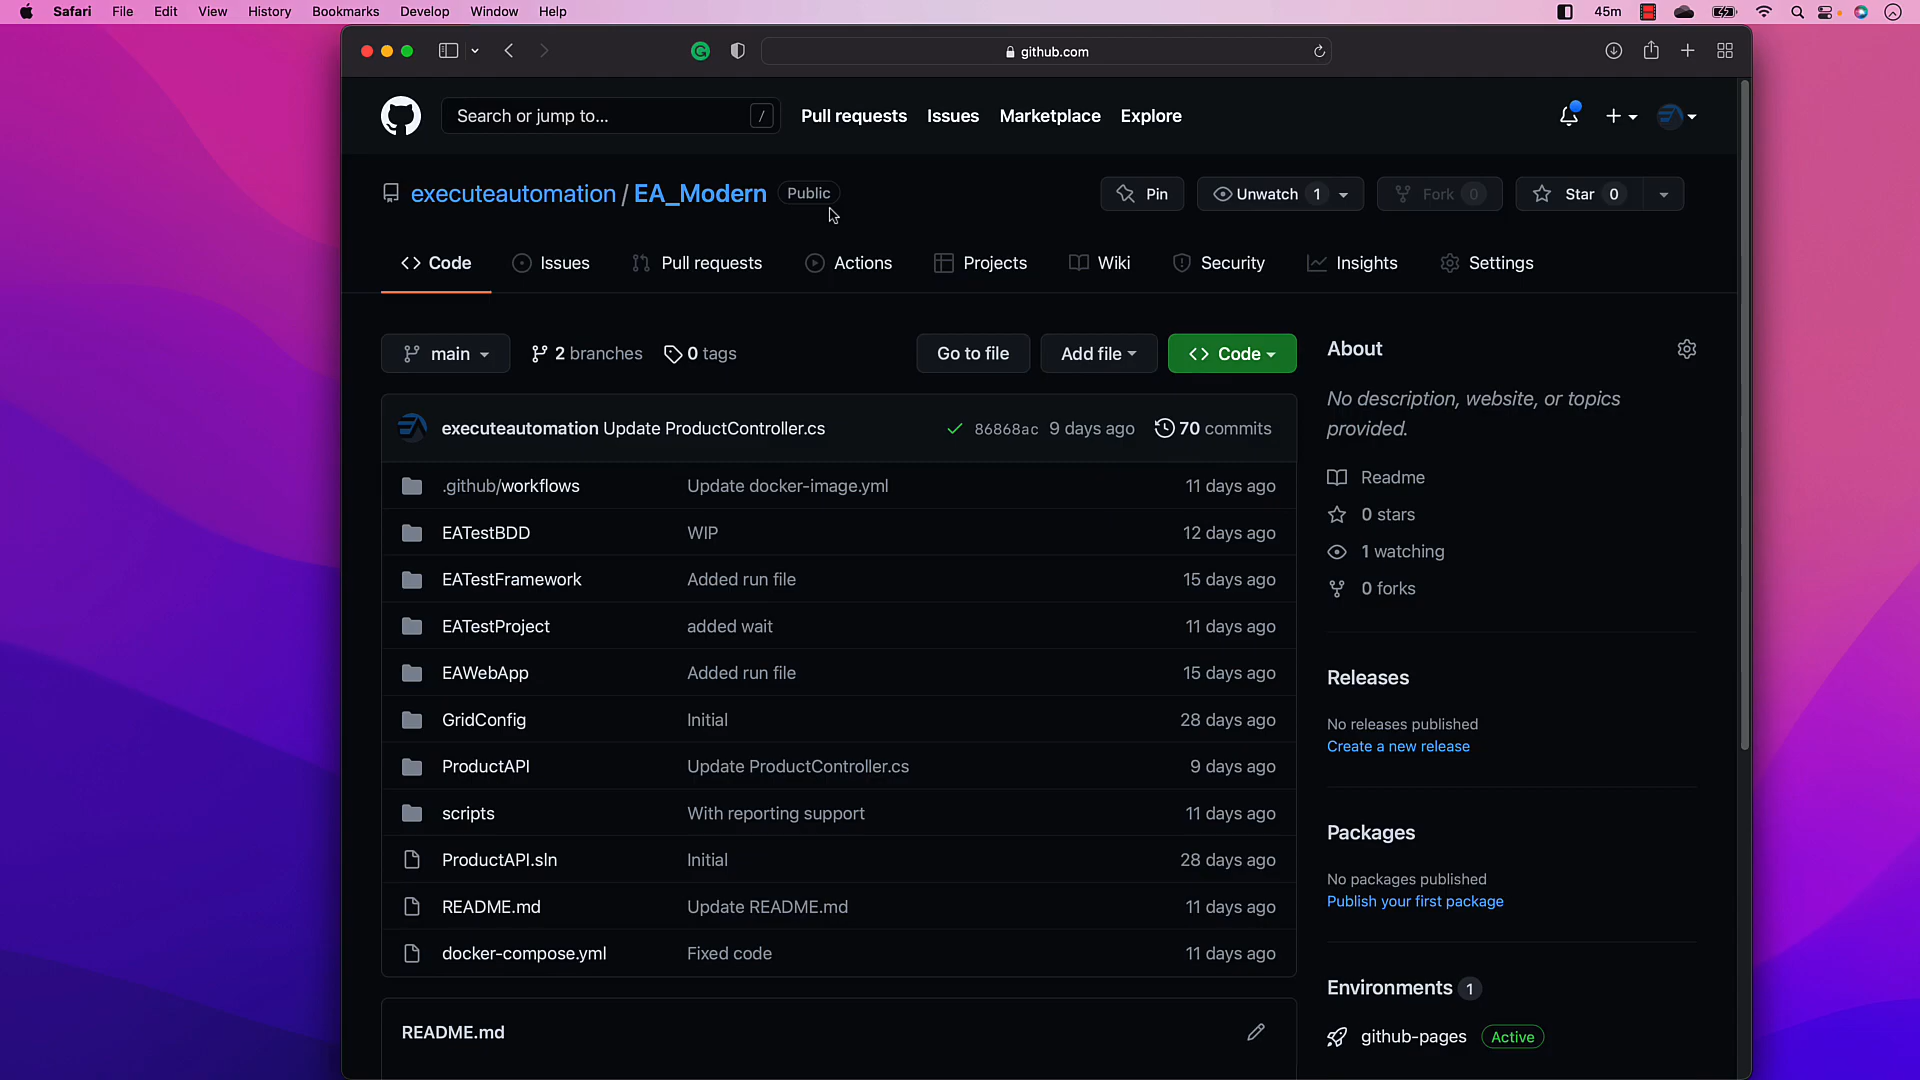 Safari File Edit View History Bookmarks Develop Window Help 45m
github.com
Search or jump to... / Pull requests Issues Marketplace Explore
executeautomation / EA_Modern Public Pin Unwatch 1 Fork 0 Star 0
Code Issues Pull requests Actions Projects Wiki Security Insights Settings
main 2 branches 0 tags Go to file Add file Code
executeautomation Update ProductController.cs 86868ac 9 days ago 70 commits
.github/workflows Update docker-image.yml 11 days ago
EATestBDD WIP 12 days ago
EATestFramework Added run file 15 days ago
EATestProject added wait 11 days ago
EAWebApp Added run file 15 days ago
GridConfig Initial 28 days ago
ProductAPI Update ProductController.cs 9 days ago
scripts With reporting support 11 days ago
ProductAPI.sln Initial 28 days ago
README.md Update README.md 11 days ago
docker-compose.yml Fixed code 11 days ago
README.md
About
No description, website, or topics
provided.
Readme
0 stars
1 watching
0 forks
Releases
No releases published
Create a new release
Packages
No packages published
Publish your first package
Environments 1
github-pages Active